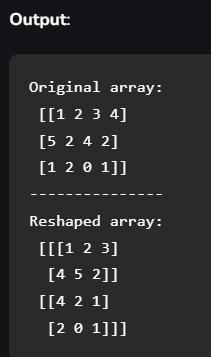 Output:
Original array:
[[1 2 3 4]
[5 2 4 2]
[1 2 0 1]]
---------------
Reshaped array:
[[[1 2 3]
[4 5 2]]
[[4 2 1]
[2 0 1]]]